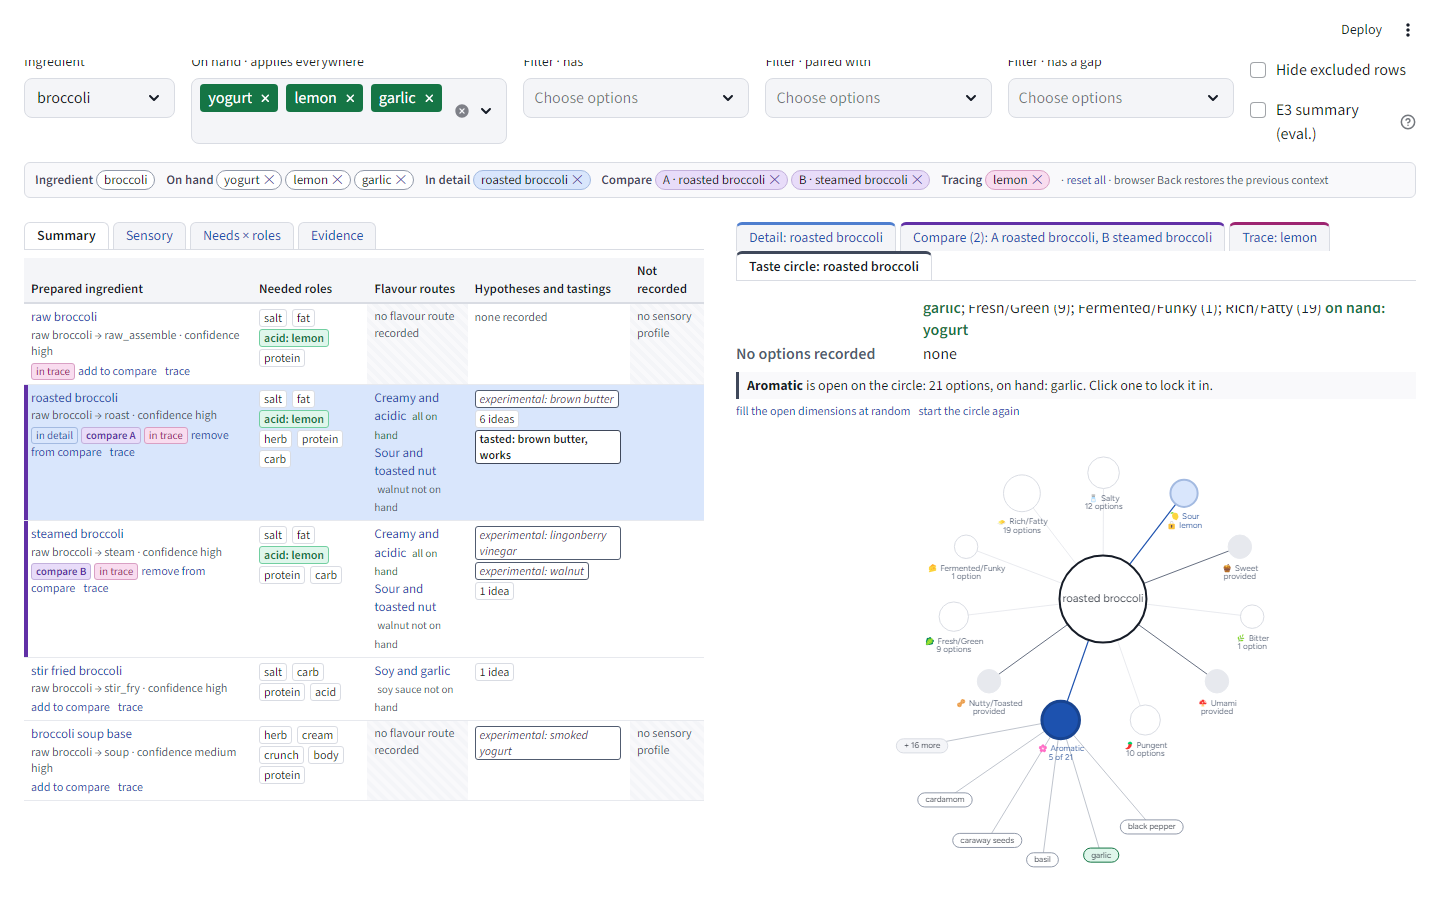 Deploy
Ingredient
On hand · applies everywhere
Filter · has
Filter · paired with
Filter · has a gap
broccoli
yogurt × lemon × garlic ×
Choose options
Choose options
Choose options
Hide excluded rows
E3 summary
(eval.)
Ingredient broccoli On hand yogurt × lemon × garlic × In detail roasted broccoli × Compare A · roasted broccoli × B · steamed broccoli × Tracing lemon × · reset all · browser Back restores the previous context
Summary
Sensory
Needs × roles
Evidence
Prepared ingredient
Needed roles
Flavour routes
Hypotheses and tastings
Not
recorded
raw broccoli
raw broccoli → raw_assemble · confidence
high
in trace add to compare trace
salt fat
acid: lemon
protein
no flavour route
recorded
none recorded
no sensory
profile
roasted broccoli
raw broccoli → roast · confidence high
in detail compare A in trace remove
from compare trace
salt fat
acid: lemon
herb protein
carb
Creamy and
acidic all on
hand
Sour and
toasted nut
walnut not on
hand
experimental: brown butter
6 ideas
tasted: brown butter,
works
steamed broccoli
raw broccoli → steam · confidence high
compare B in trace remove from
compare trace
salt fat
acid: lemon
protein carb
Creamy and
acidic all on
hand
Sour and
toasted nut
walnut not on
hand
experimental: lingonberry
vinegar
experimental: walnut
1 idea
stir fried broccoli
raw broccoli → stir_fry · confidence high
add to compare trace
salt carb
protein acid
Soy and garlic
soy sauce not on
hand
1 idea
broccoli soup base
raw broccoli → soup · confidence medium
high
add to compare trace
herb cream
crunch body
protein
no flavour route
recorded
experimental: smoked
yogurt
no sensory
profile
Detail: roasted broccoli
Compare (2): A roasted broccoli, B steamed broccoli
Trace: lemon
Taste circle: roasted broccoli
garlic; Fresh/Green (9); Fermented/Funky (1); Rich/Fatty (19) on hand:
yogurt
No options recorded none
Aromatic is open on the circle: 21 options, on hand: garlic. Click one to lock it in.
fill the open dimensions at random start the circle again
Salty
12 options
Sour
lemon
Rich/Fatty
19 options
Fermented/Funky
1 option
Sweet
provided
roasted broccoli
Fresh/Green
9 options
Bitter
1 option
Nutty/Toasted
provided
Umami
provided
Aromatic
5 of 21
Pungent
10 options
+ 16 more
cardamom
caraway seeds
basil
garlic
black pepper